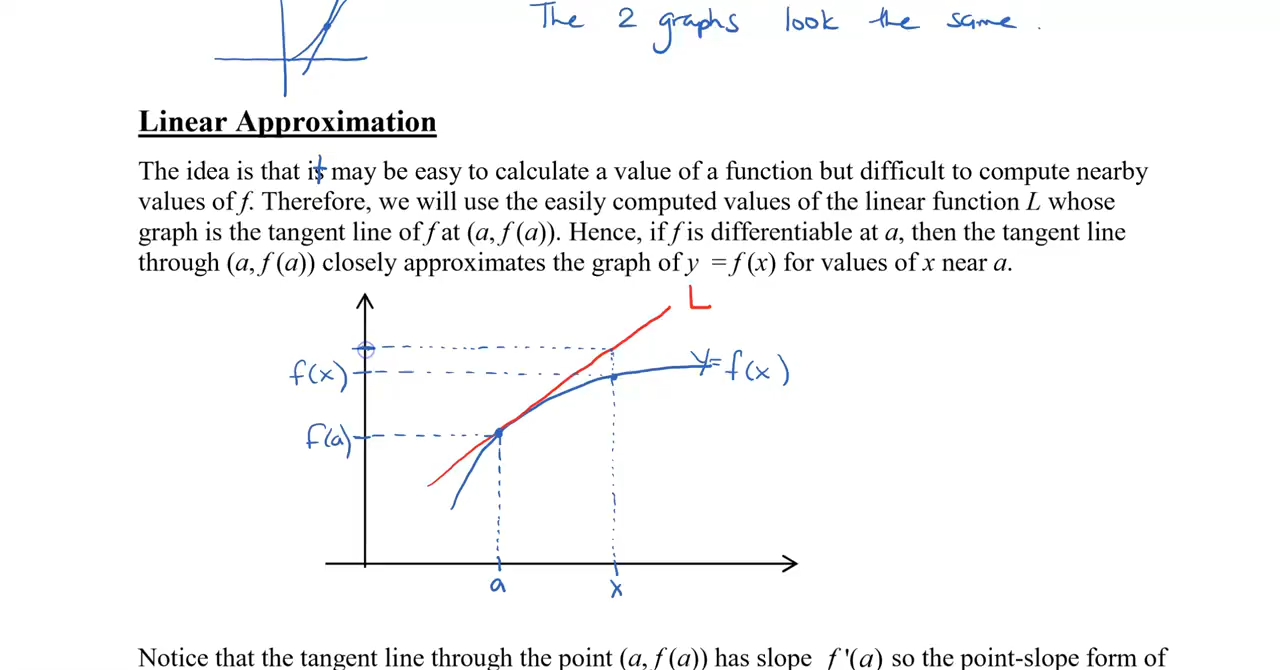 The 2 graphs look the same.
Linear Approximation
The idea is that it may be easy to calculate a value of a function but difficult to compute nearby
values of f. Therefore, we will use the easily computed values of the linear function L whose
graph is the tangent line of f at (a, f (a)). Hence, if f is differentiable at a, then the tangent line
through (a, f (a)) closely approximates the graph of y = f (x) for values of x near a.
L
f(x)
y=f(x)
f(a)
a
x
Notice that the tangent line through the point (a, f (a)) has slope f '(a) so the point-slope form of